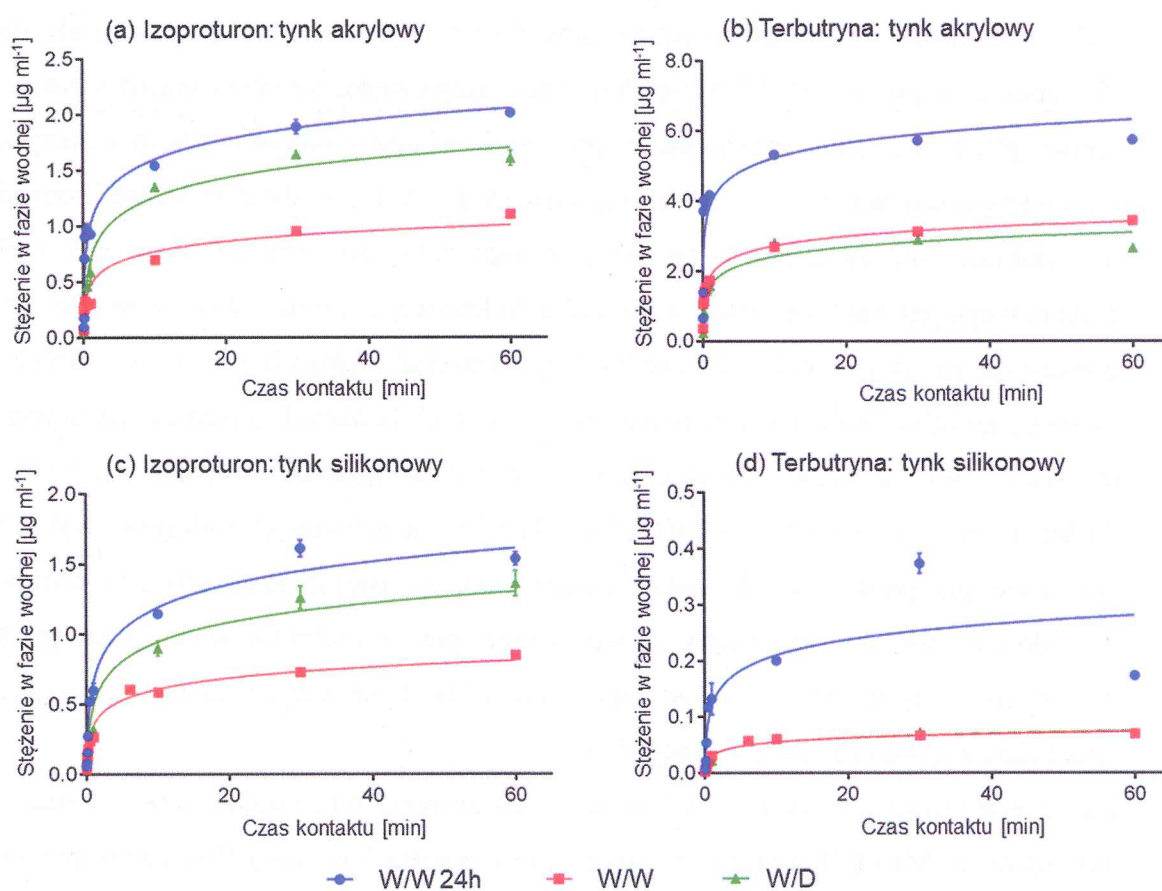 (a) Izoproturon: tynk akrylowy
Stężenie w fazie wodnej [µg ml⁻¹]
2.5
2.0
1.5
1.0
0.5
0.0
0
20
40
60
Czas kontaktu [min]
(b) Terbutryna: tynk akrylowy
Stężenie w fazie wodnej [µg ml⁻¹]
8.0
6.0
4.0
2.0
0.0
0
20
40
60
Czas kontaktu [min]
(c) Izoproturon: tynk silikonowy
Stężenie w fazie wodnej [µg ml⁻¹]
2.0
1.5
1.0
0.5
0.0
0
20
40
60
Czas kontaktu [min]
(d) Terbutryna: tynk silikonowy
Stężenie w fazie wodnej [µg ml⁻¹]
0.5
0.4
0.3
0.2
0.1
0.0
0
20
40
60
Czas kontaktu [min]
W/W 24h
W/W
W/D